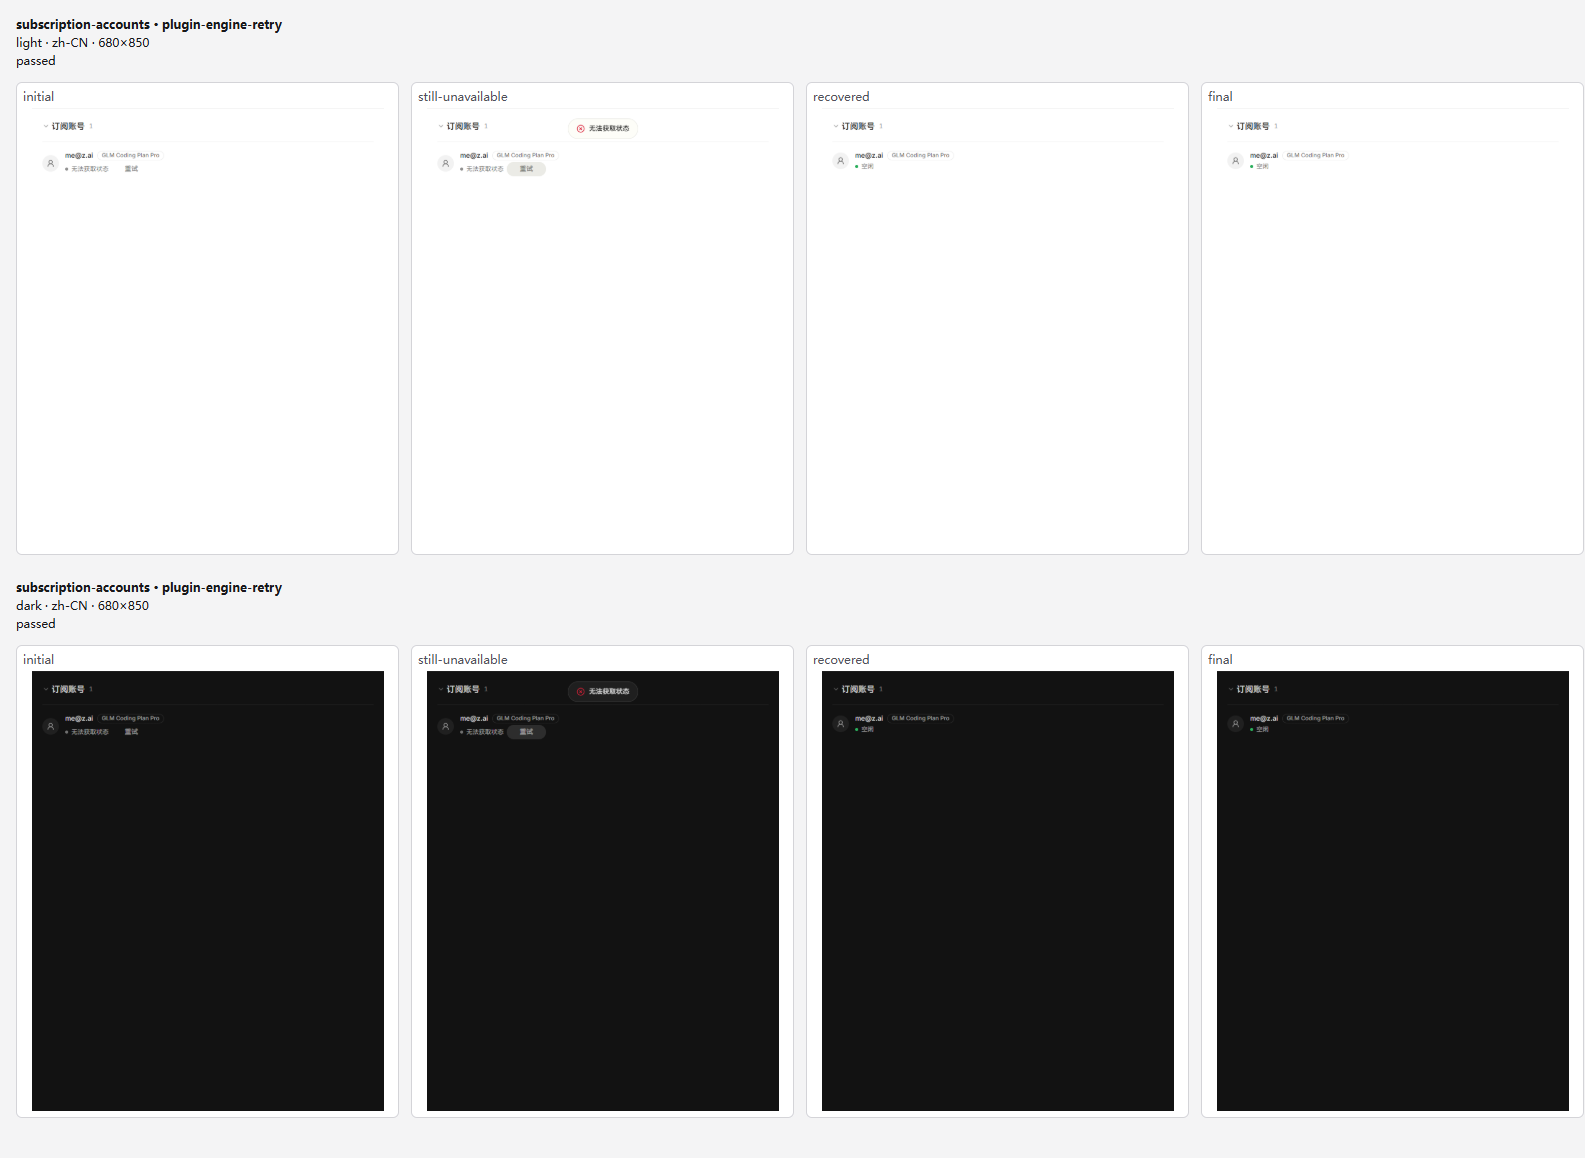 subscription-accounts • plugin-engine-retry
light · zh-CN · 680×850
passed
initial
订阅账号 1
me@z.ai GLM Coding Plan Pro
无法获取状态 重试
still-unavailable
订阅账号 1
无法获取状态
me@z.ai GLM Coding Plan Pro
无法获取状态 重试
recovered
订阅账号 1
me@z.ai GLM Coding Plan Pro
空闲
final
订阅账号 1
me@z.ai GLM Coding Plan Pro
空闲
subscription-accounts • plugin-engine-retry
dark · zh-CN · 680×850
passed
initial
订阅账号 1
me@z.ai GLM Coding Plan Pro
无法获取状态 重试
still-unavailable
订阅账号 1
无法获取状态
me@z.ai GLM Coding Plan Pro
无法获取状态 重试
recovered
订阅账号 1
me@z.ai GLM Coding Plan Pro
空闲
final
订阅账号 1
me@z.ai GLM Coding Plan Pro
空闲